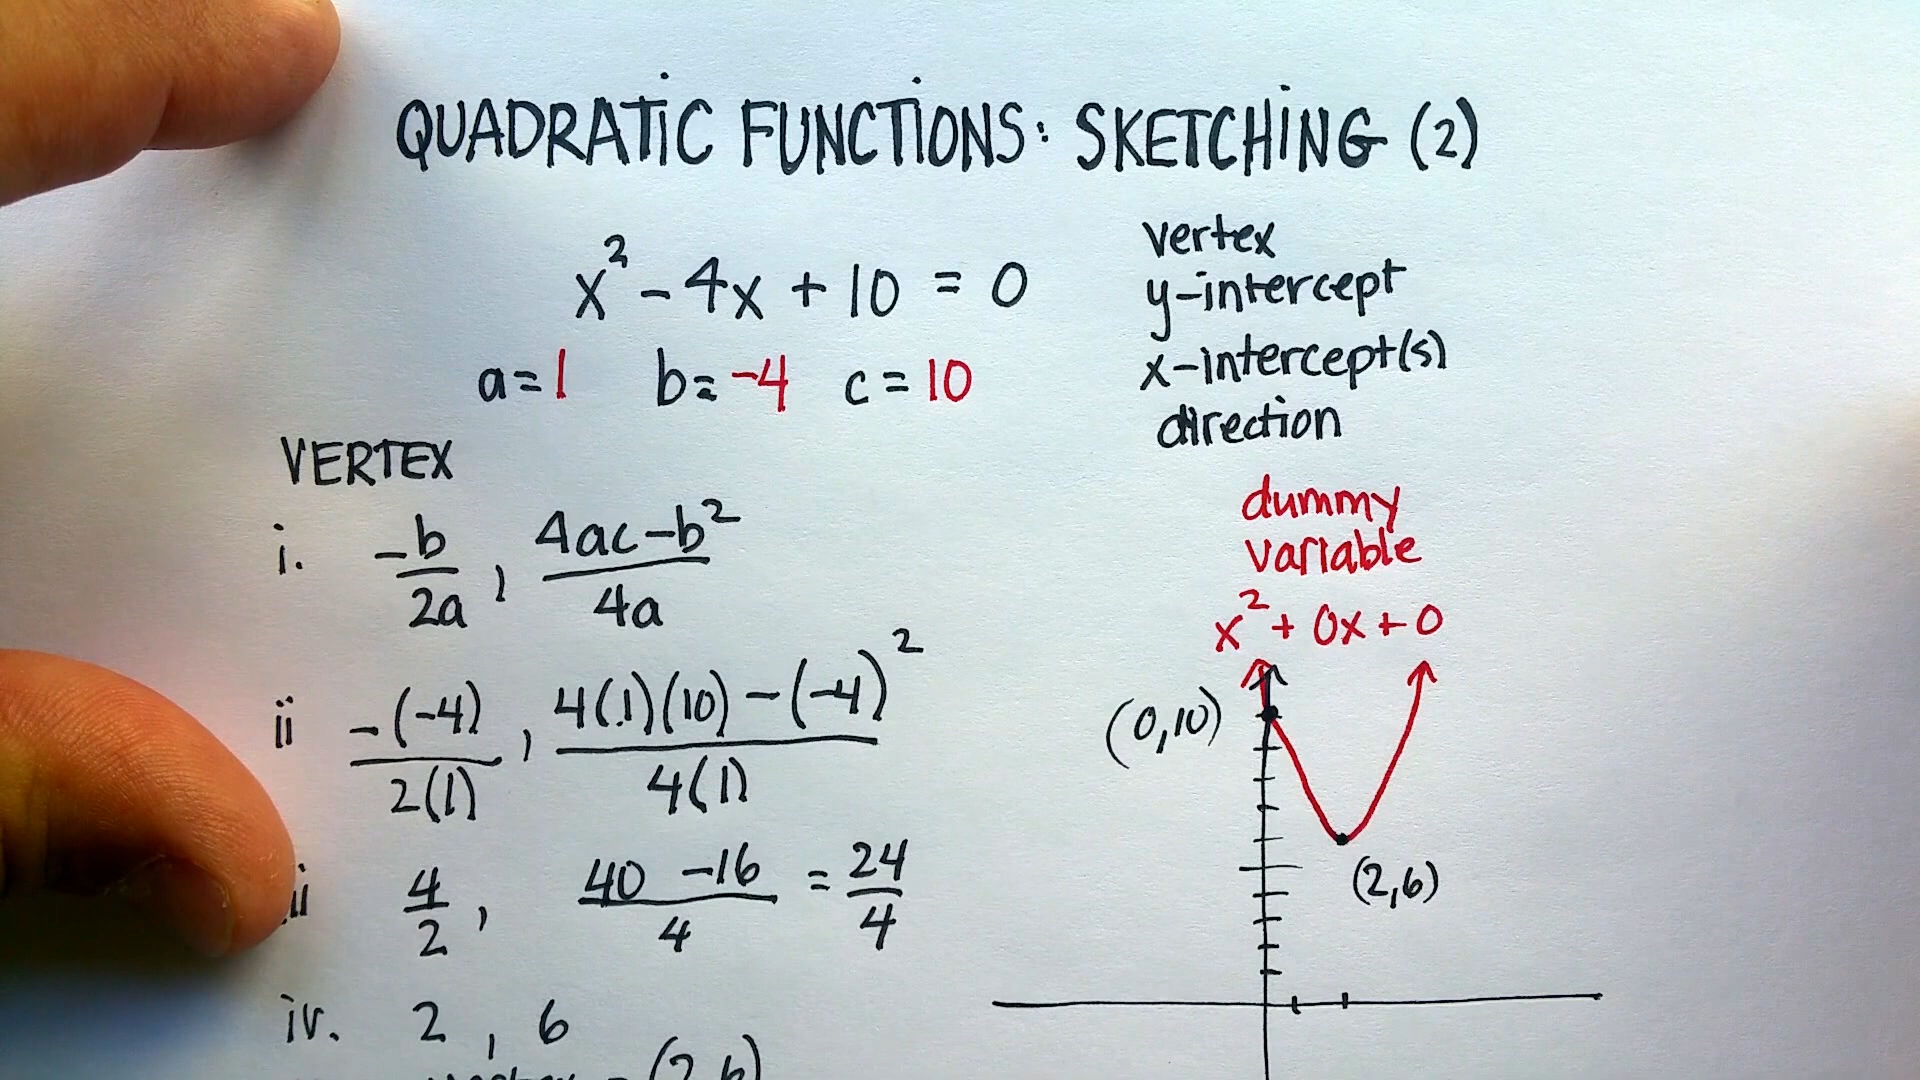 QUADRATIC FUNCTIONS: SKETCHING (2)
x² - 4x + 10 = 0
a=1 b=-4 c=10
vertex
y-intercept
x-intercept(s)
direction
VERTEX
i. -b/2a , 4ac-b²/4a
ii -(-4)/2(1) , 4(1)(10)-(-4)²/4(1)
4/2 , 40-16/4 = 24/4
iv. 2 , 6
dummy
variable
x² + 0x + 0
(0,10)
(2,6)